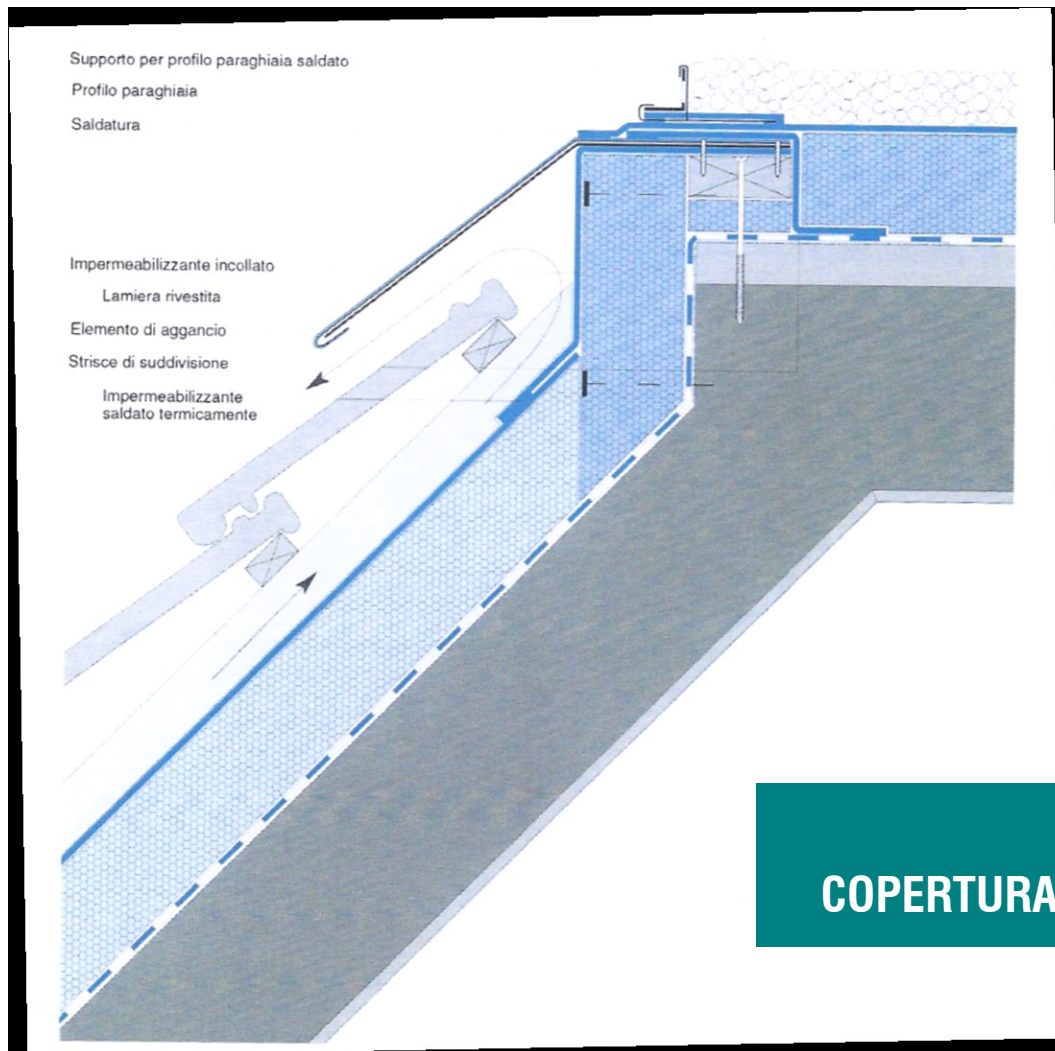 Supporto per profilo paraghiaia saldato
Profilo paraghiaia
Saldatura
Impermeabilizzante incollato
Lamiera rivestita
Elemento di aggancio
Strisce di suddivisione
Impermeabilizzante
saldato termicamente
COPERTURA